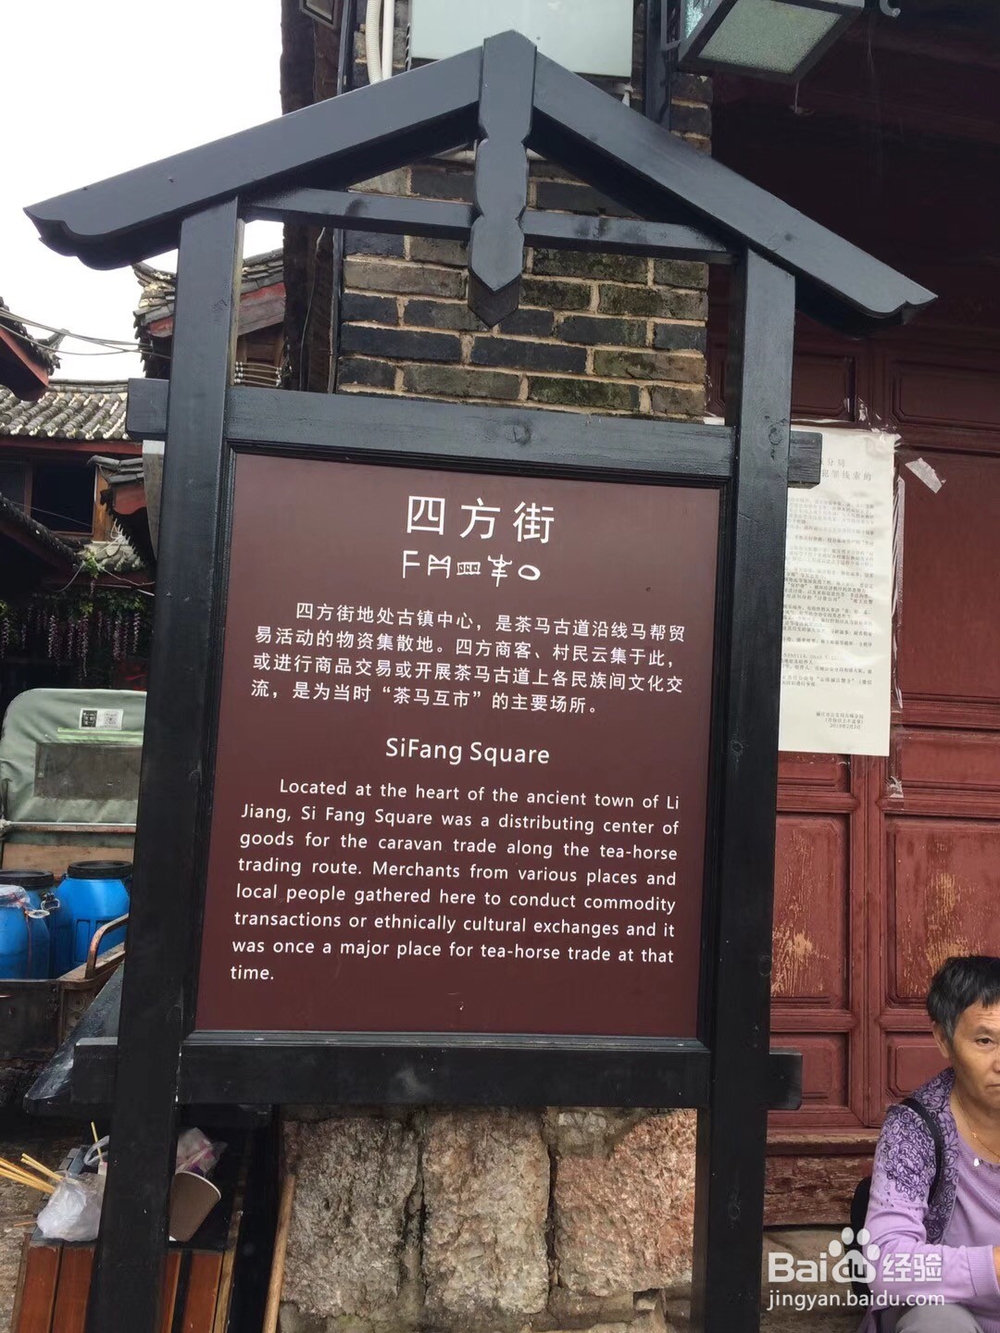 四方街
四方街地处古镇中心，是茶马古道沿线马帮贸
易活动的物资集散地。四方商客、村民云集于此，
或进行商品交易或开展茶马古道上各民族间文化交
流，是为当时“茶马互市”的主要场所。
SiFang Square
Located at the heart of the ancient town of Li
Jiang, Si Fang Square was a distributing center of
goods for the caravan trade along the tea-horse
trading route. Merchants from various places and
local people gathered here to conduct commodity
transactions or ethnically cultural exchanges and it
was once a major place for tea-horse trade at that
time.
Baidu 经验
jingyan.baidu.com